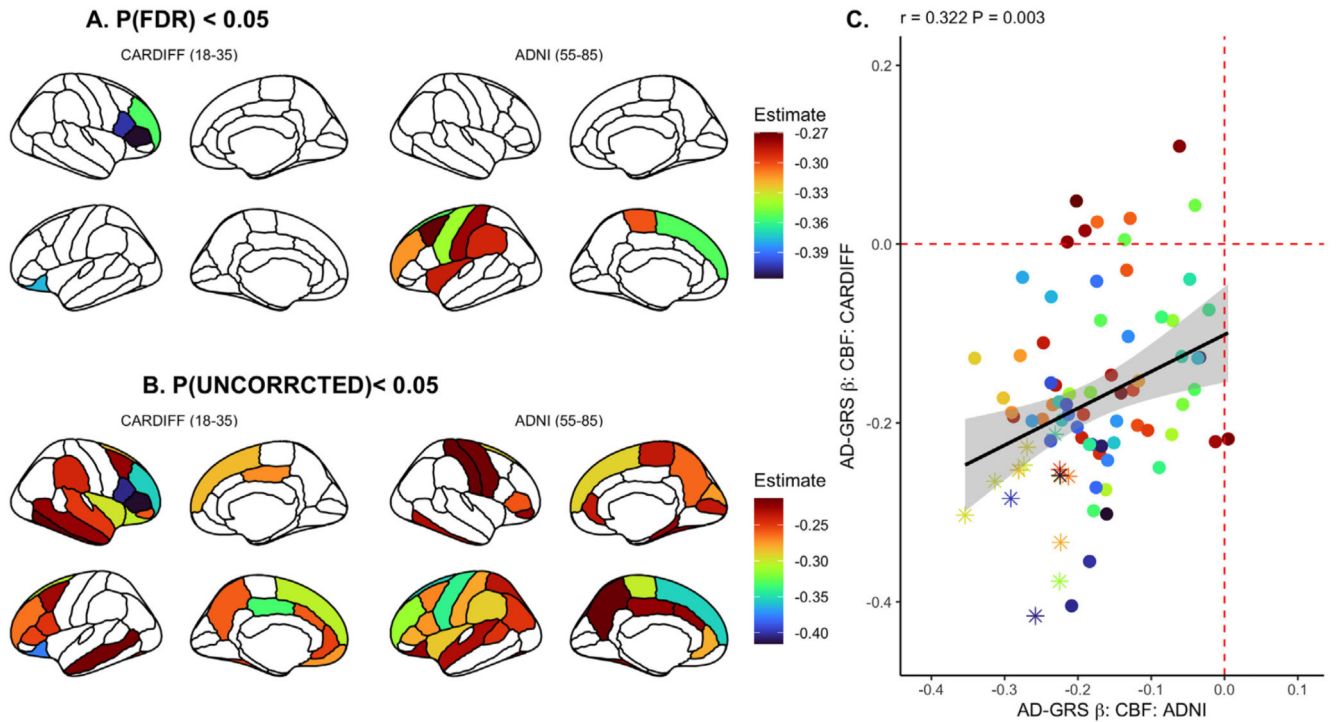 A. P(FDR) < 0.05
CARDIFF (18-35)
ADNI (55-85)
Estimate
-0.27
-0.30
-0.33
-0.36
-0.39
B. P(UNCORRCTED)< 0.05
CARDIFF (18-35)
ADNI (55-85)
Estimate
-0.25
-0.30
-0.35
-0.40
C.
r = 0.322 P = 0.003
AD-GRS β: CBF: CARDIFF
0.2
0.0
-0.2
-0.4
-0.4
-0.3
-0.2
-0.1
0.0
0.1
AD-GRS β: CBF: ADNI